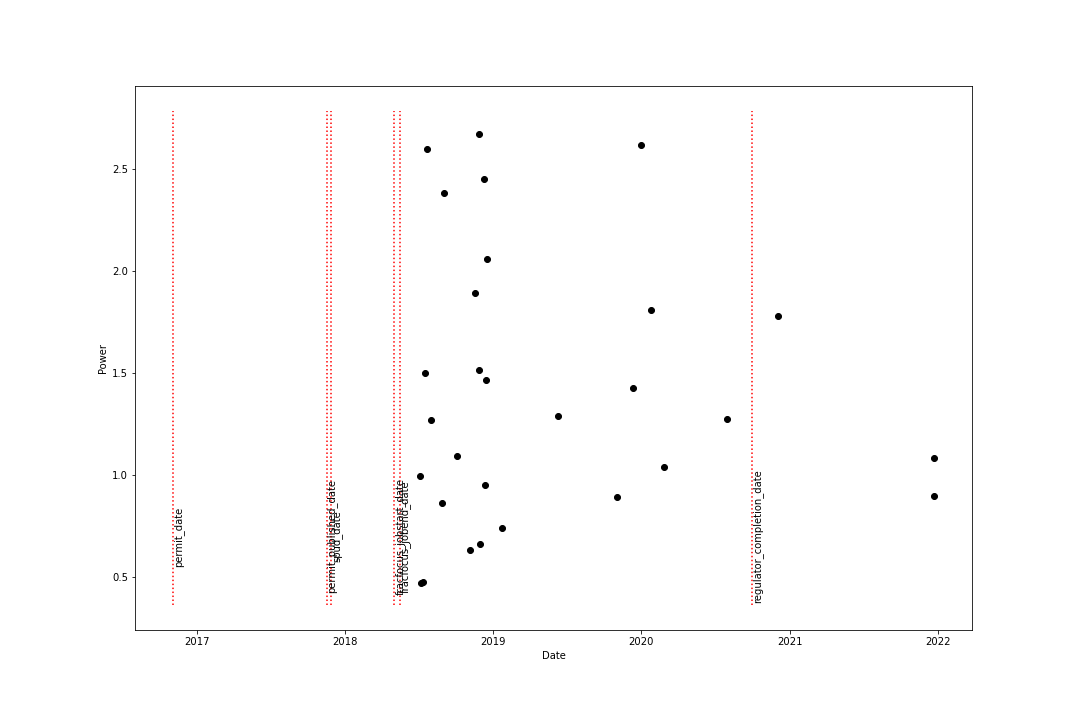 2.5
2.0
1.5
1.0
0.5
Power
permit_date
permit_published_date
spud_date
fracfocus_jobstart_date
fracfocus_jobend_date
regulator_completion_date
2017
2018
2019
2020
2021
2022
Date